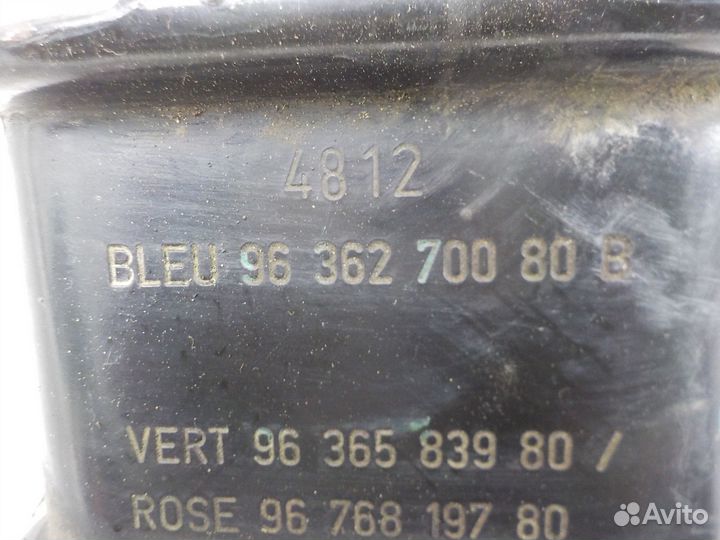 4812
BLEU 96 362 700 80 B
VERT 96 365 839 80 /
ROSE 96 768 197 80
Avito